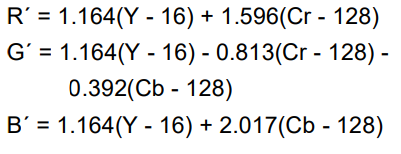 R´ = 1.164(Y - 16) + 1.596(Cr - 128)
G´ = 1.164(Y - 16) - 0.813(Cr - 128) -
0.392(Cb - 128)
B´ = 1.164(Y - 16) + 2.017(Cb - 128)